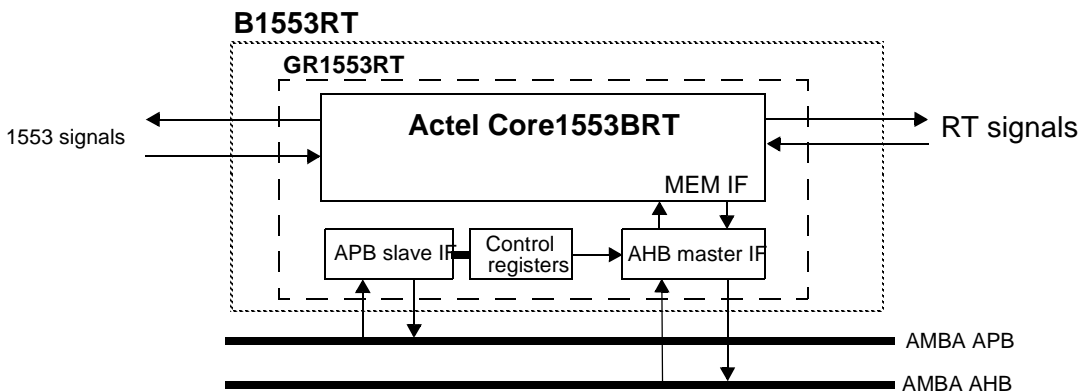 B1553RT
GR1553RT
Actel Core1553BRT
1553 signals
RT signals
MEM IF
APB slave IF
Control
registers
AHB master IF
AMBA APB
AMBA AHB